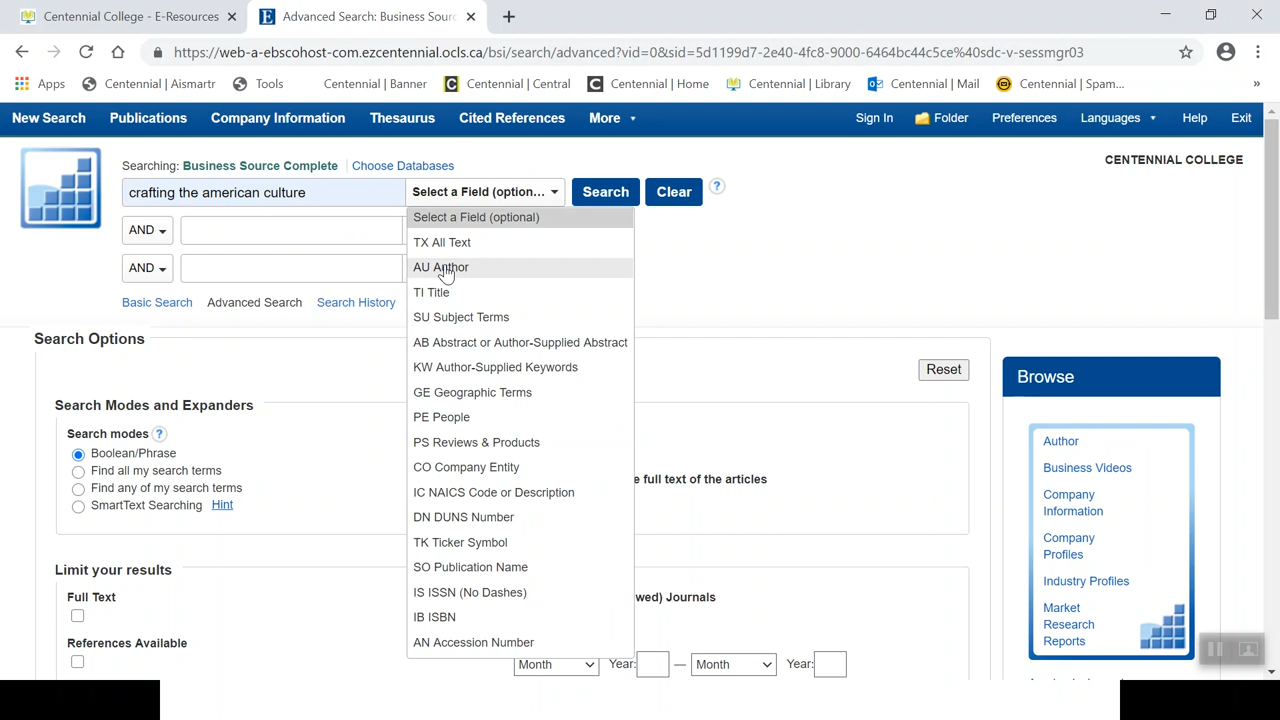 Centennial College - E-Resources
Advanced Search: Business Sourc
https://web-a-ebscohost-com.ezcentennial.ocls.ca/bsi/search/advanced?vid=0&sid=5d1199d7-2e40-4fc8-9000-6464bc44c5ce%40sdc-v-sessmgr03
Apps Centennial | Aismartr Tools Centennial | Banner Centennial | Central Centennial | Home Centennial | Library Centennial | Mail Centennial | Spam... »
New Search Publications Company Information Thesaurus Cited References More Sign In Folder Preferences Languages Help Exit
Searching: Business Source Complete | Choose Databases
CENTENNIAL COLLEGE
crafting the american culture Select a Field (option... Search Clear ?
AND
AND
Basic Search Advanced Search Search History
Select a Field (optional)
TX All Text
AU Author
TI Title
SU Subject Terms
AB Abstract or Author-Supplied Abstract
KW Author-Supplied Keywords
GE Geographic Terms
PE People
PS Reviews & Products
CO Company Entity
IC NAICS Code or Description
DN DUNS Number
TK Ticker Symbol
SO Publication Name
IS ISSN (No Dashes)
IB ISBN
AN Accession Number
Search Options
Reset
Search Modes and Expanders
Search modes ?
Boolean/Phrase
Find all my search terms
Find any of my search terms
SmartText Searching Hint
e full text of the articles
Limit your results
Full Text
wed) Journals
References Available
Month Year: — Month Year:
Browse
Author
Business Videos
Company
Information
Company
Profiles
Industry Profiles
Market
Research
Reports